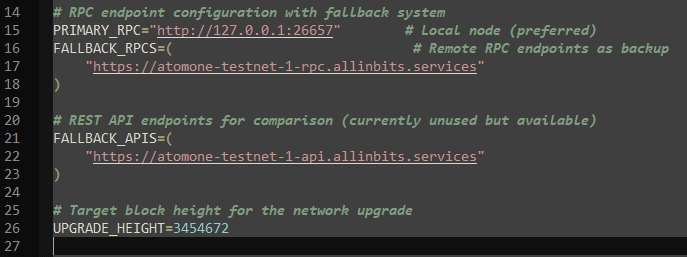 14 # RPC endpoint configuration with fallback system
15 PRIMARY_RPC="http://127.0.0.1:26657" # Local node (preferred)
16 FALLBACK_RPCS=( # Remote RPC endpoints as backup
17 "https://atomone-testnet-1-rpc.allinbits.services"
18 )
19
20 # REST API endpoints for comparison (currently unused but available)
21 FALLBACK_APIS=(
22 "https://atomone-testnet-1-api.allinbits.services"
23 )
24
25 # Target block height for the network upgrade
26 UPGRADE_HEIGHT=3454672
27